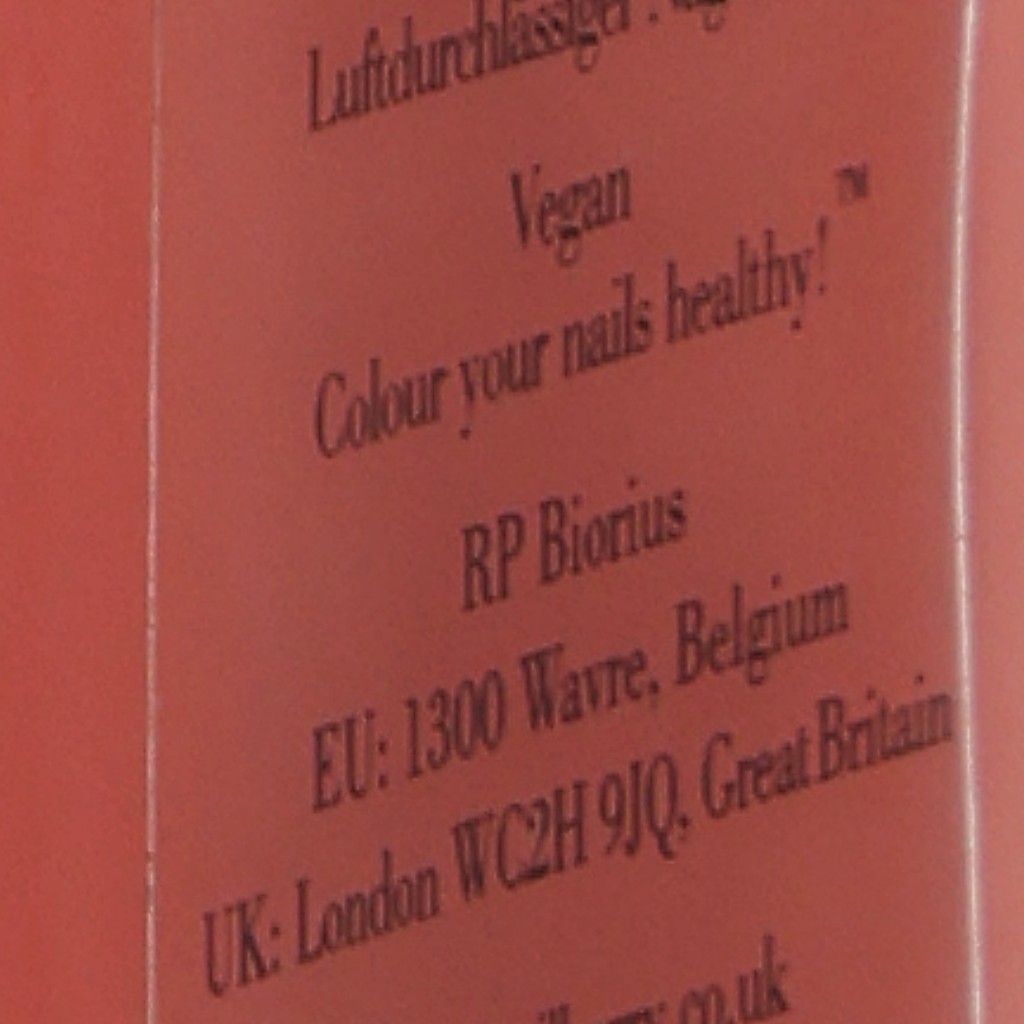 Luftdurchlässiger
Vegan
Colour your nails healthy!™
RP Biorius
EU: 1300 Wavre, Belgium
UK: London WC2H 9JQ, Great Britain